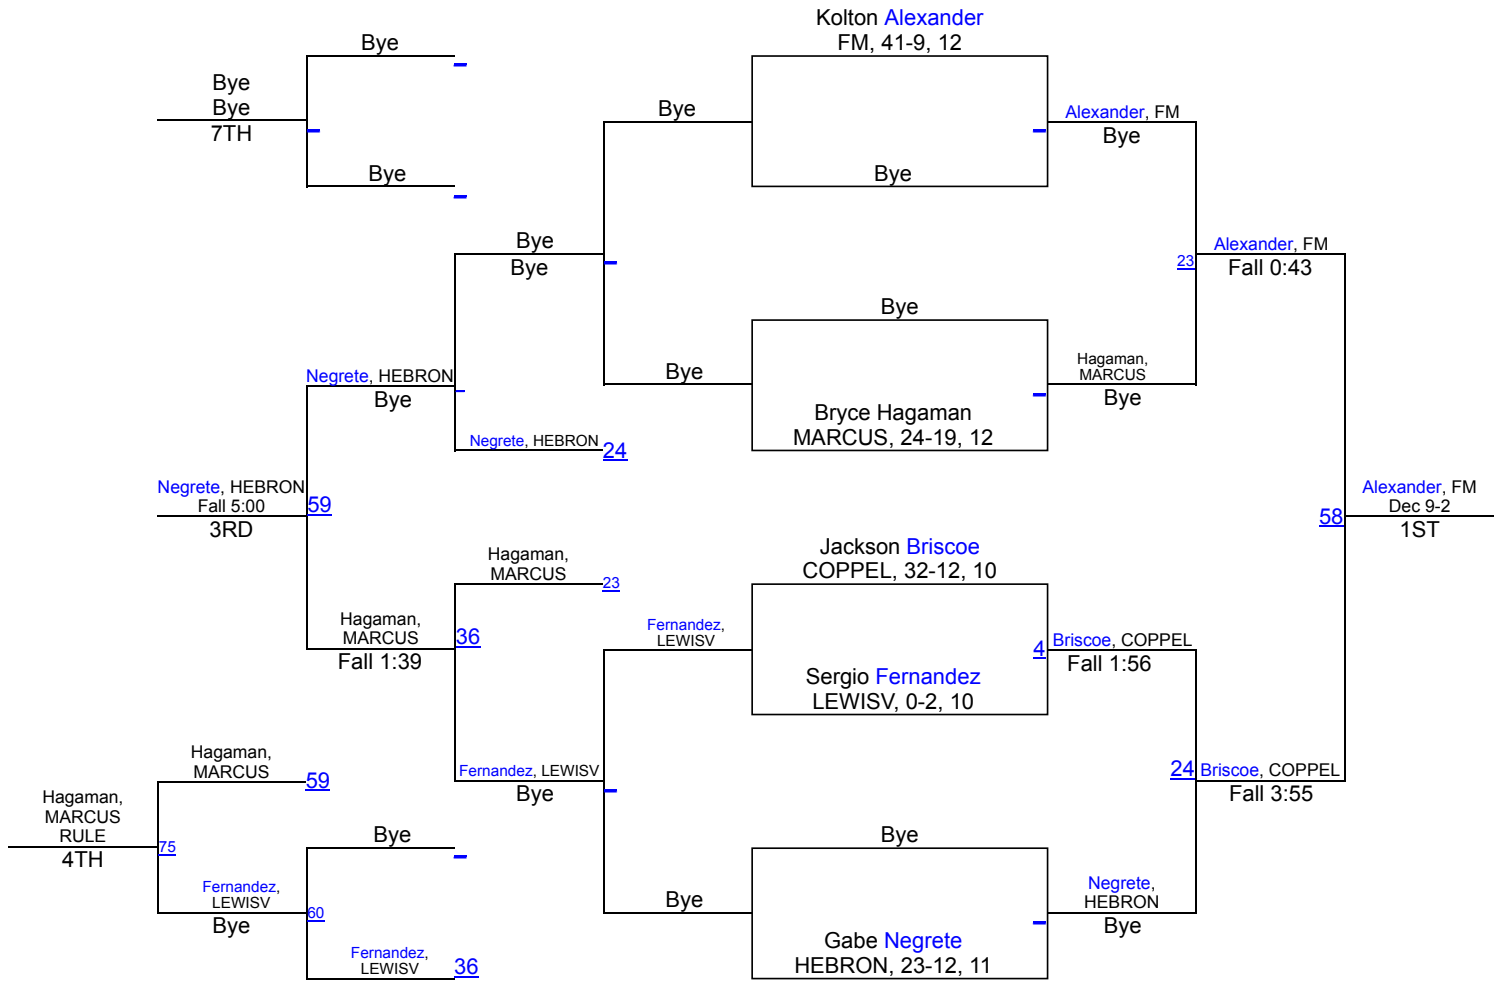 Kolton Alexander
FM, 41-9, 12
Bye
Bye
Bye
7TH
Bye
Bye
Alexander, FM
Bye
Bye
Bye
Bye
Alexander, FM
23
Fall 0:43
Bye
Negrete, HEBRON
Bye
Bye
Hagaman,
MARCUS
Bye
Bryce Hagaman
MARCUS, 24-19, 12
Negrete, HEBRON
24
Negrete, HEBRON
Fall 5:00
3RD
59
58
Alexander, FM
Dec 9-2
1ST
Hagaman,
MARCUS
23
Jackson Briscoe
COPPEL, 32-12, 10
Hagaman,
MARCUS
Fall 1:39
36
Fernandez,
LEWISV
4
Briscoe, COPPEL
Fall 1:56
Sergio Fernandez
LEWISV, 0-2, 10
Hagaman,
MARCUS
59
Fernandez, LEWISV
Bye
24
Briscoe, COPPEL
Fall 3:55
Hagaman,
MARCUS
RULE
4TH
75
Bye
Bye
Fernandez,
LEWISV
Bye
60
Bye
Negrete,
HEBRON
Bye
Fernandez,
LEWISV
36
Gabe Negrete
HEBRON, 23-12, 11